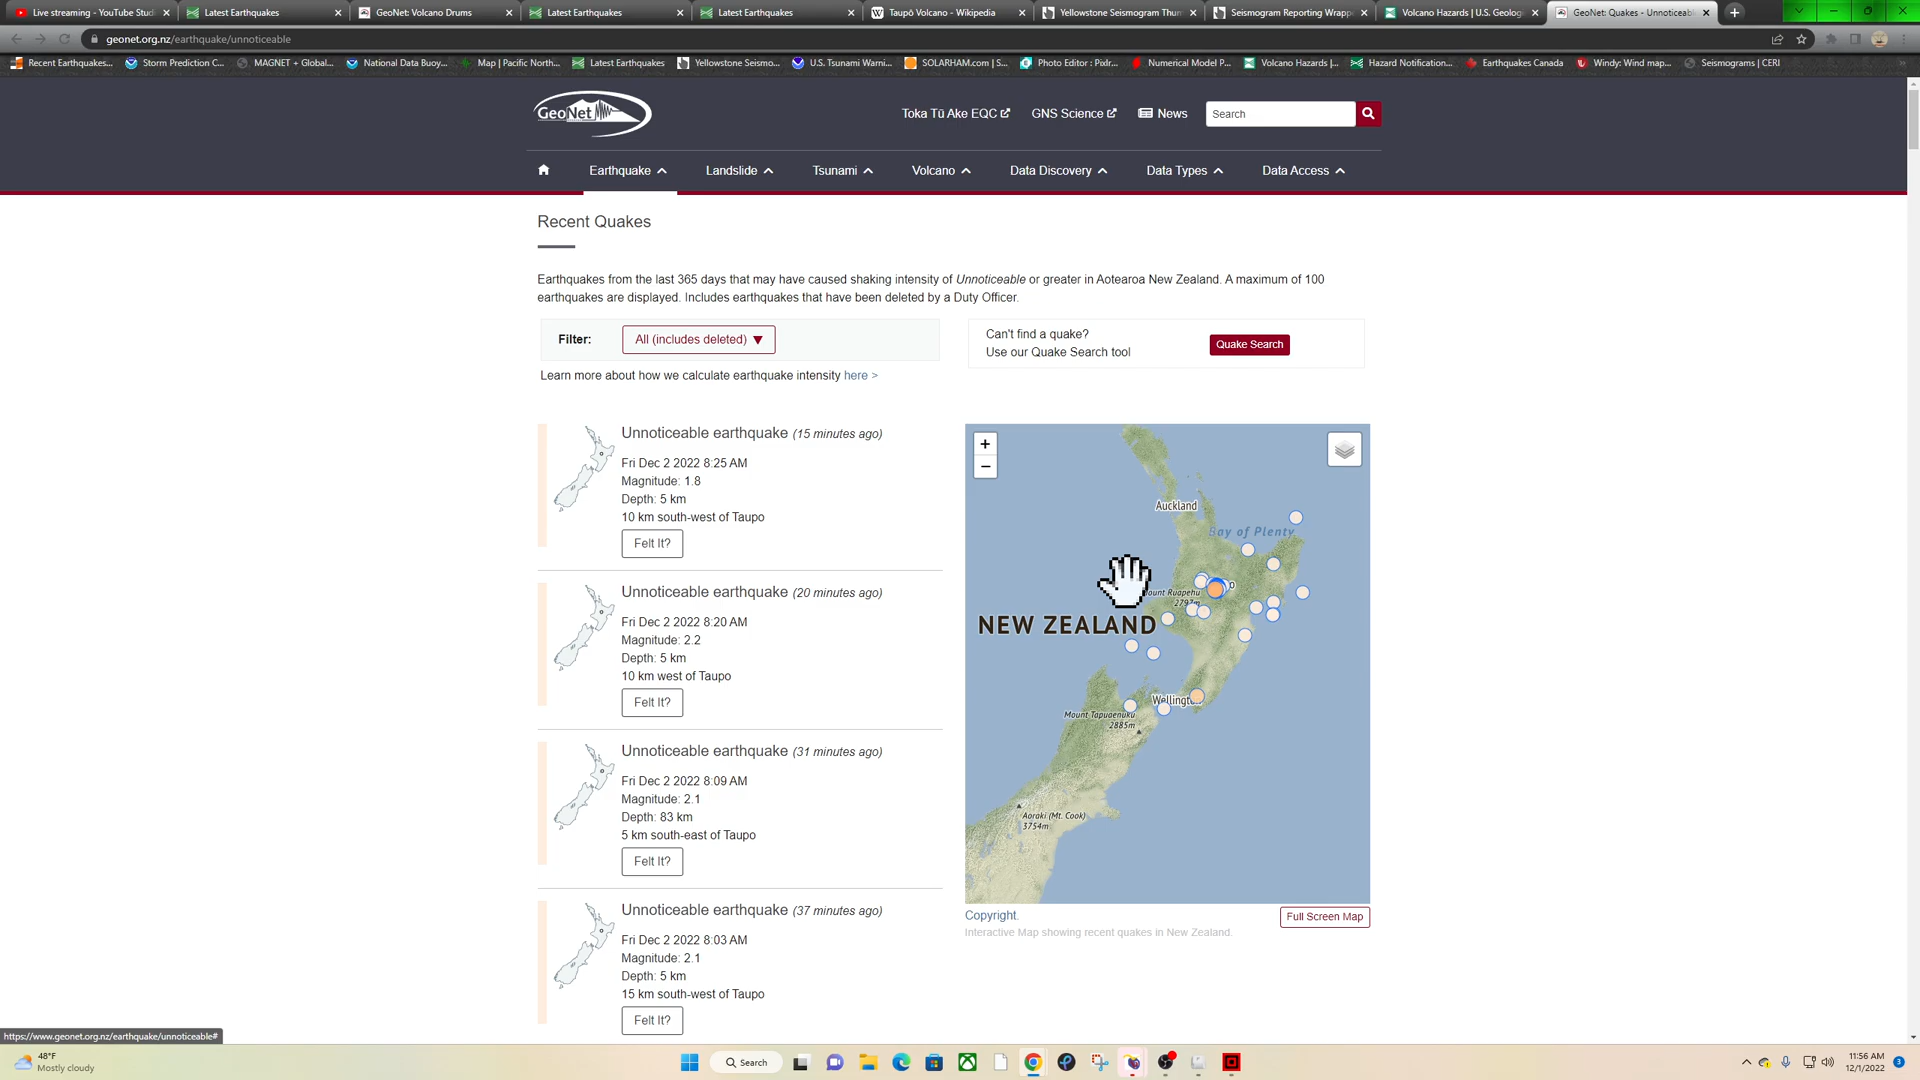 Live streaming - YouTube Studi
Latest Earthquakes
GeoNet: Volcano Drums
Latest Earthquakes
Latest Earthquakes
Taupō Volcano - Wikipedia
Yellowstone Seismogram Thum
Seismogram Reporting Wrapp
Volcano Hazards | U.S. Geolog
GeoNet: Quakes - Unnoticeabl
geonet.org.nz/earthquake/unnoticeable
Recent Earthquakes...
Storm Prediction C...
MAGNET + Global...
National Data Buoy...
Map | Pacific North...
Latest Earthquakes
Yellowstone Seismo...
U.S. Tsunami Warni...
SOLARHAM.com | S...
Photo Editor : Pixlr...
Numerical Model P...
Volcano Hazards |...
Hazard Notification...
Earthquakes Canada
Windy: Wind map...
Seismograms | CERI
GeoNet
Toka Tū Ake EQC
GNS Science
News
Search
Earthquake
Landslide
Tsunami
Volcano
Data Discovery
Data Types
Data Access
Recent Quakes
Earthquakes from the last 365 days that may have caused shaking intensity of Unnoticeable or greater in Aotearoa New Zealand. A maximum of 100
earthquakes are displayed. Includes earthquakes that have been deleted by a Duty Officer.
Filter:
All (includes deleted) ▼
Can't find a quake?
Use our Quake Search tool
Quake Search
Learn more about how we calculate earthquake intensity here >
Unnoticeable earthquake (15 minutes ago)
Fri Dec 2 2022 8:25 AM
Magnitude: 1.8
Depth: 5 km
10 km south-west of Taupo
Felt It?
Unnoticeable earthquake (20 minutes ago)
Fri Dec 2 2022 8:20 AM
Magnitude: 2.2
Depth: 5 km
10 km west of Taupo
Felt It?
Unnoticeable earthquake (31 minutes ago)
Fri Dec 2 2022 8:09 AM
Magnitude: 2.1
Depth: 83 km
5 km south-east of Taupo
Felt It?
Unnoticeable earthquake (37 minutes ago)
Fri Dec 2 2022 8:03 AM
Magnitude: 2.1
Depth: 5 km
15 km south-west of Taupo
Felt It?
+
−
Auckland
Bay of Plenty
ount Ruapehu
2797m
NEW ZEALAND
Wellington
Mount Tapuaenuku
2885m
Aoraki (Mt. Cook)
3754m
Copyright.
Full Screen Map
Interactive Map showing recent quakes in New Zealand.
https://www.geonet.org.nz/earthquake/unnoticeable#
48°F
Mostly cloudy
Search
11:56 AM
12/1/2022
3